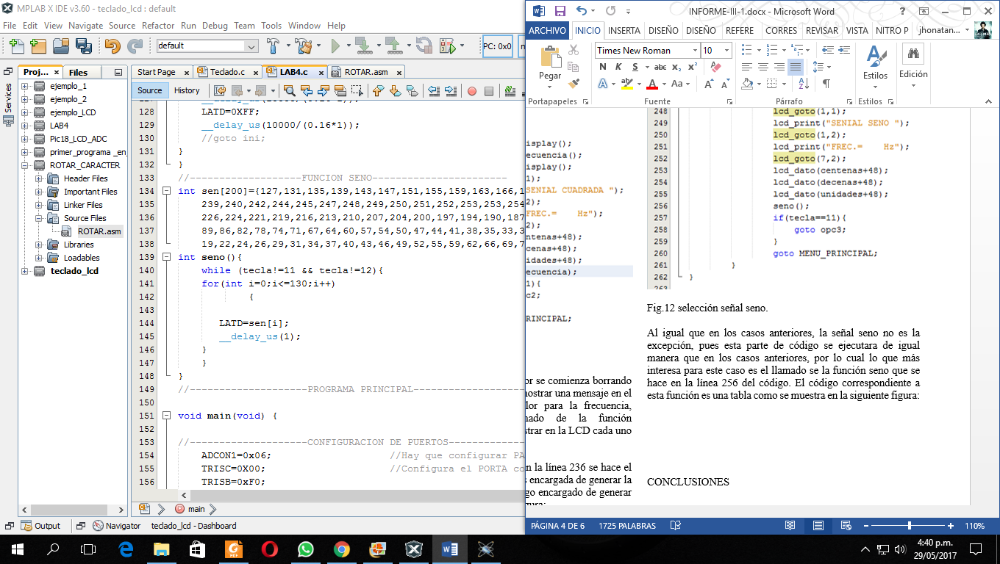 MPLAB X IDE v3.60 - teclado_lcd : default
File Edit View Navigate Source Refactor Run Debug Team Tools Window Help
default
PC: 0x0
Proj... × Files
Start Page Teclado.c LAB4.c ROTAR.asm
Source History
Services
ejemplo_1
ejemplo_2
ejemplo_LCD
LAB4
Pic18_LCD_ADC
primer_programa _en_
ROTAR_CARACTER
Header Files
Important Files
Linker Files
Source Files
ROTAR.asm
Libraries
Loadables
teclado_lcd
128 LATD=0XFF;
129 __delay_us(10000/(0.16*1));
130 //goto ini;
131 }
132 }
133 //-------------------FUNCION SENO-----------------------
134 int sen[200]={127,131,135,139,143,147,151,155,159,163,166,1
135 239,240,242,244,245,247,248,249,250,251,252,253,253,254
136 226,224,221,219,216,213,210,207,204,200,197,194,190,187
137 89,86,82,78,74,71,67,64,60,57,54,50,47,44,41,38,35,33,3
138 19,22,24,26,29,31,34,37,40,43,46,49,52,55,59,62,66,69,7
139 int seno(){
140 while (tecla!=11 && tecla!=12){
141 for(int i=0;i<=130;i++)
142 {
143
144 LATD=sen[i];
145 __delay_us(1);
146 }
147 }
148 }
149 //--------------------PROGRAMA PRINCIPAL-------------------
150
151 void main(void) {
152
153 //--------------------CONFIGURACION DE PUERTOS-------------
154 ADCON1=0x06; //Hay que configurar PA
155 TRISC=0X00; //Configura el PORTA co
156 TRISB=0xF0;
main
Output Navigator teclado_lcd - Dashboard
INFORME-III-1.docx - Microsoft Word
ARCHIVO INICIO INSERTA DISEÑO DISEÑO REFERE CORRES REVISAR VISTA NITRO P jhonatan...
Pegar
Times New Roman 10
N K S abc x₂ x²
Estilos
Edición
Portapapeles Fuente Párrafo Estilos
isplay();
ecuencia();
isplay();
1);
SENIAL CUADRADA ");
2);
FREC.= Hz");
2);
ntenas+48);
cenas+48);
idades+48);
ecuencia);
1){
c2;
RINCIPAL;
or se comienza borrando
nostrar una mensaje en el
lor para la frecuencia,
nado de la función
strar en la LCD cada uno
n la línea 236 se hace el
s encargada de generar la
go encargado de generar
gura:
248 lcd_goto(1,1);
249 lcd_print("SENIAL SENO ");
250 lcd_goto(1,2);
251 lcd_print("FREC.= Hz");
252 lcd_goto(7,2);
253 lcd_dato(centenas+48);
254 lcd_dato(decenas+48);
255 lcd_dato(unidades+48);
256 seno();
257 if(tecla==11){
258 goto opc3;
259 }
260 goto MENU_PRINCIPAL;
261 }
262 }
263
Fig.12 selección señal seno.
Al igual que en los casos anteriores, la señal seno no es la
excepción, pues esta parte de código se ejecutara de igual
manera que en los casos anteriores, por lo cual lo que más
interesa para este caso es el llamado se la función seno que se
hace en la línea 256 del código. El código correspondiente a
esta función es una tabla como se muestra en la siguiente figura:
CONCLUSIONES
PÁGINA 4 DE 6 1725 PALABRAS 110%
4:40 p.m.
29/05/2017